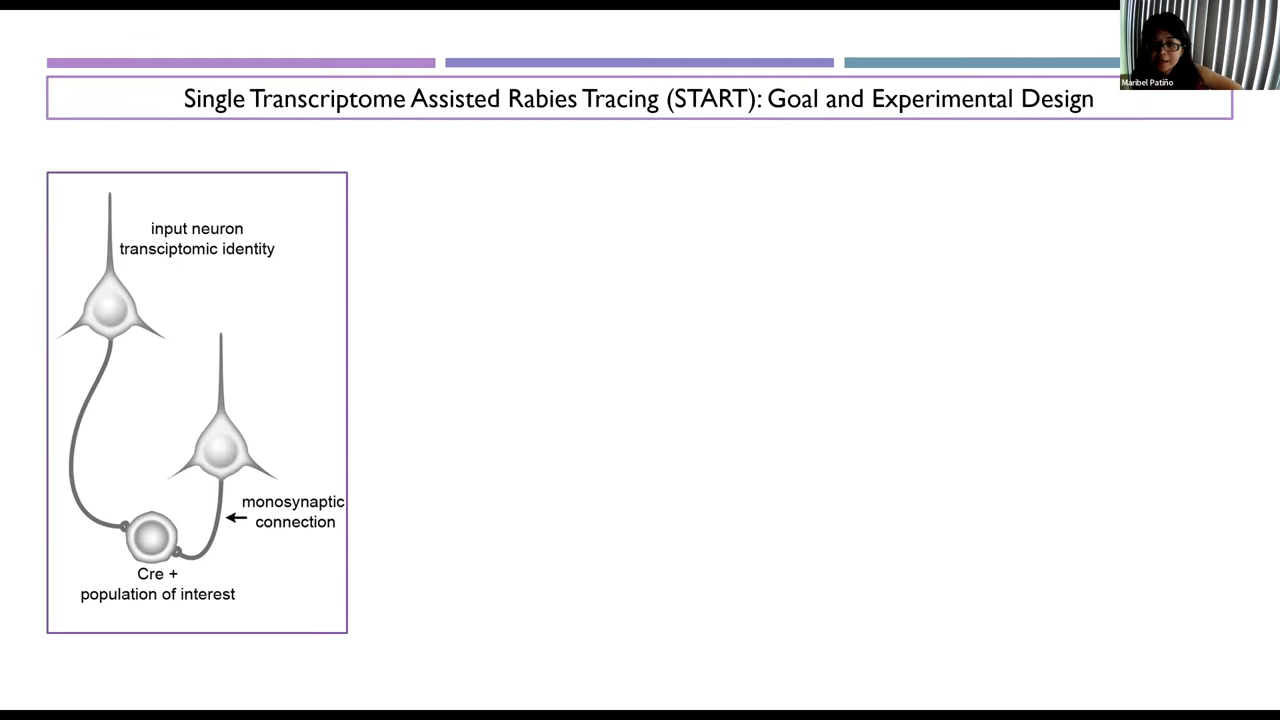 Maribel Patiño
Single Transcriptome Assisted Rabies Tracing (START): Goal and Experimental Design
input neuron
transciptomic identity
monosynaptic
connection
Cre +
population of interest